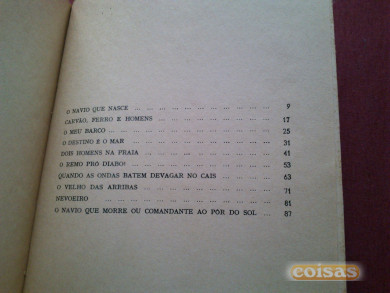 O NAVIO QUE NASCE ... ... ... ... ... ... ... ... 9
CARVÃO, FERRO E HOMENS ... ... ... ... ... ... ... 17
O MEU BARCO ... ... ... ... ... ... ... ... ... 25
O DESTINO É O MAR ... ... ... ... ... ... ... ... 31
DOIS HOMENS NA PRAIA ... ... ... ... ... ... ... 41
O REMO PRO DIABO! ... ... ... ... ... ... ... ... 53
QUANDO AS ONDAS BATEM DEVAGAR NO CAIS ... ... ... 63
O VELHO DAS ARRIBAS ... ... ... ... ... ... ... 71
NEVOEIRO ... ... ... ... ... ... ... ... ... 81
O NAVIO QUE MORRE OU COMANDANTE AO PÔR DO SOL ... ... 87
coisas